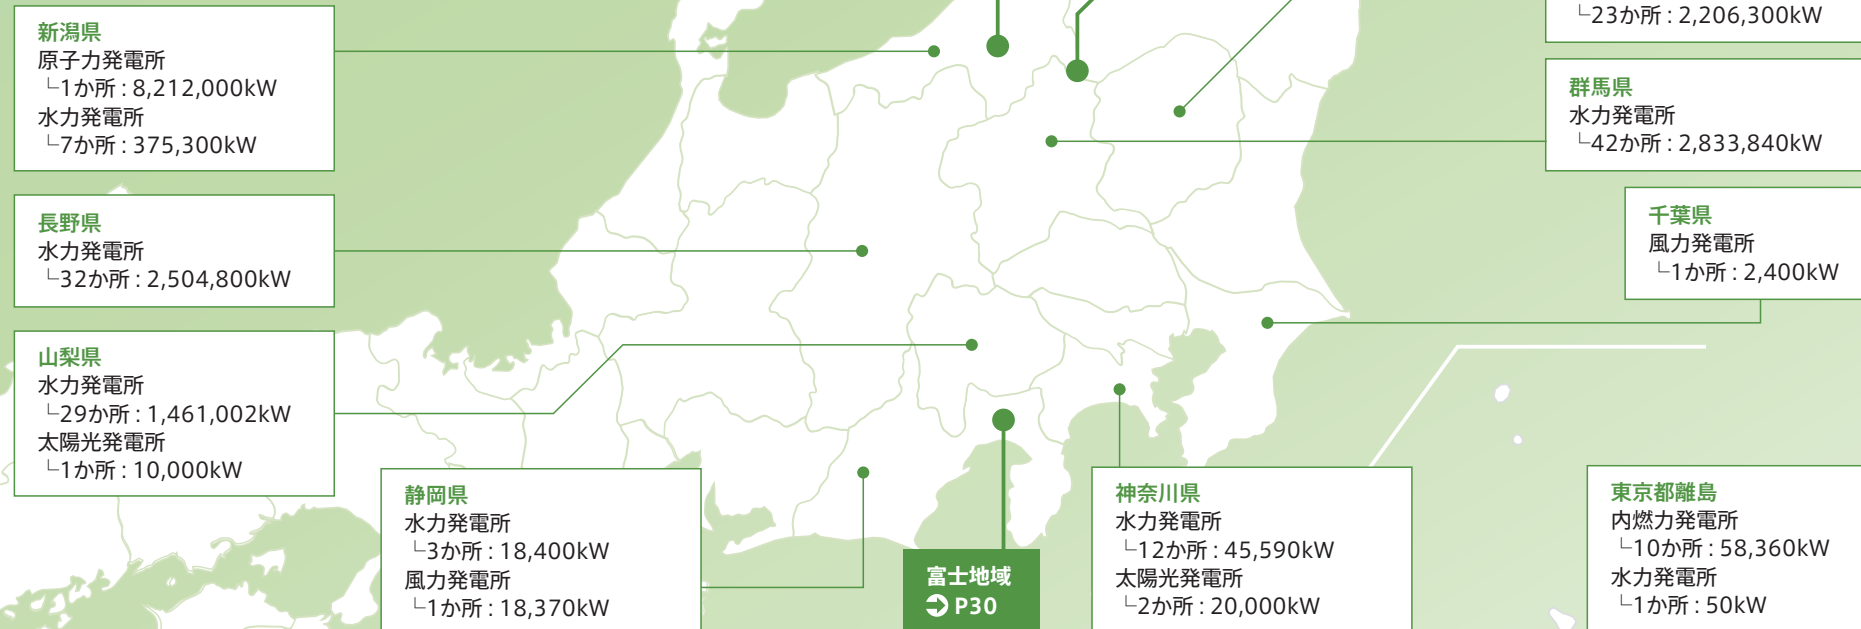 新潟県
原子力発電所
└1か所 : 8,212,000kW
水力発電所
└7か所 : 375,300kW
長野県
水力発電所
└32か所 : 2,504,800kW
山梨県
水力発電所
└29か所 : 1,461,002kW
太陽光発電所
└1か所 : 10,000kW
静岡県
水力発電所
└3か所 : 18,400kW
風力発電所
└1か所 : 18,370kW
富士地域
P30
神奈川県
水力発電所
└12か所 : 45,590kW
太陽光発電所
└2か所 : 20,000kW
└23か所 : 2,206,300kW
群馬県
水力発電所
└42か所 : 2,833,840kW
千葉県
風力発電所
└1か所 : 2,400kW
東京都離島
内燃力発電所
└10か所 : 58,360kW
水力発電所
└1か所 : 50kW